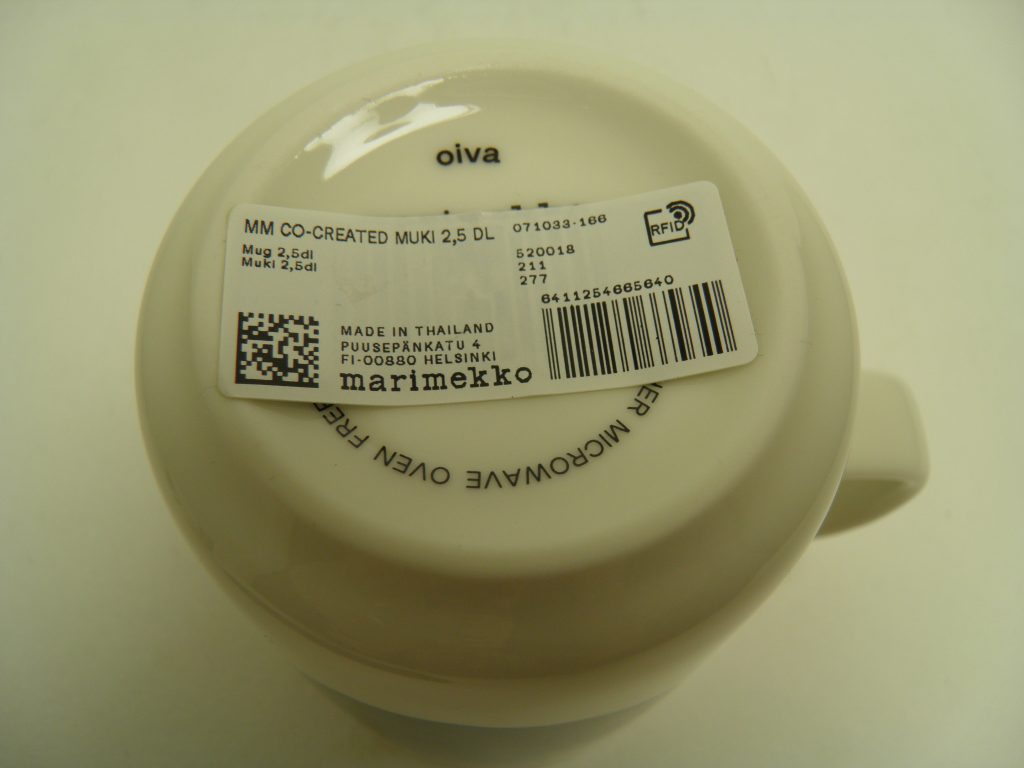 oiva
MM CO-CREATED MUKI 2,5 DL 071033-166
RFID
Mug 2,5dl
Muki 2,5dl
520018
211
277
6411254665640
MADE IN THAILAND
PUUSEPÄNKATU 4
FI-00880 HELSINKI
marimekko
MICROWAVE OVEN